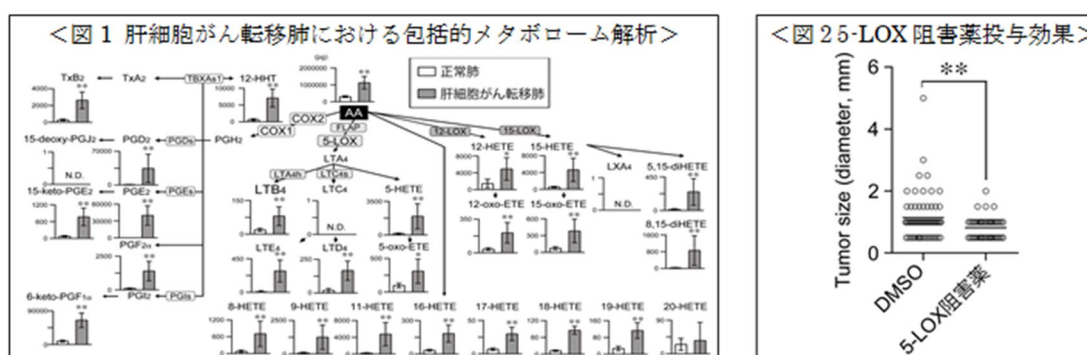 ＜図1 肝細胞がん転移肺における包括的メタボローム解析＞
正常肺
肝細胞がん転移肺
TxB2
TxA2
TBXAs1
12-HHT
AA
COX2
COX1
FLAP
5-LOX
12-LOX
15-LOX
15-deoxy-PGJ2
PGD2
PGDs
PGH2
LTA4
LTA4h
LTC4s
12-HETE
15-HETE
LXA4
5,15-diHETE
N.D.
15-keto-PGE2
PGE2
PGEs
LTB4
LTC4
5-HETE
N.D.
N.D.
12-oxo-ETE
15-oxo-ETE
8,15-diHETE
PGF2α
LTE4
LTD4
5-oxo-ETE
6-keto-PGF1α
PGI2
PGIs
8-HETE
9-HETE
11-HETE
16-HETE
17-HETE
18-HETE
19-HETE
20-HETE
＜図2 5-LOX 阻害薬投与効果＞
**
Tumor size (diameter, mm)
6
4
2
0
DMSO
5-LOX阻害薬